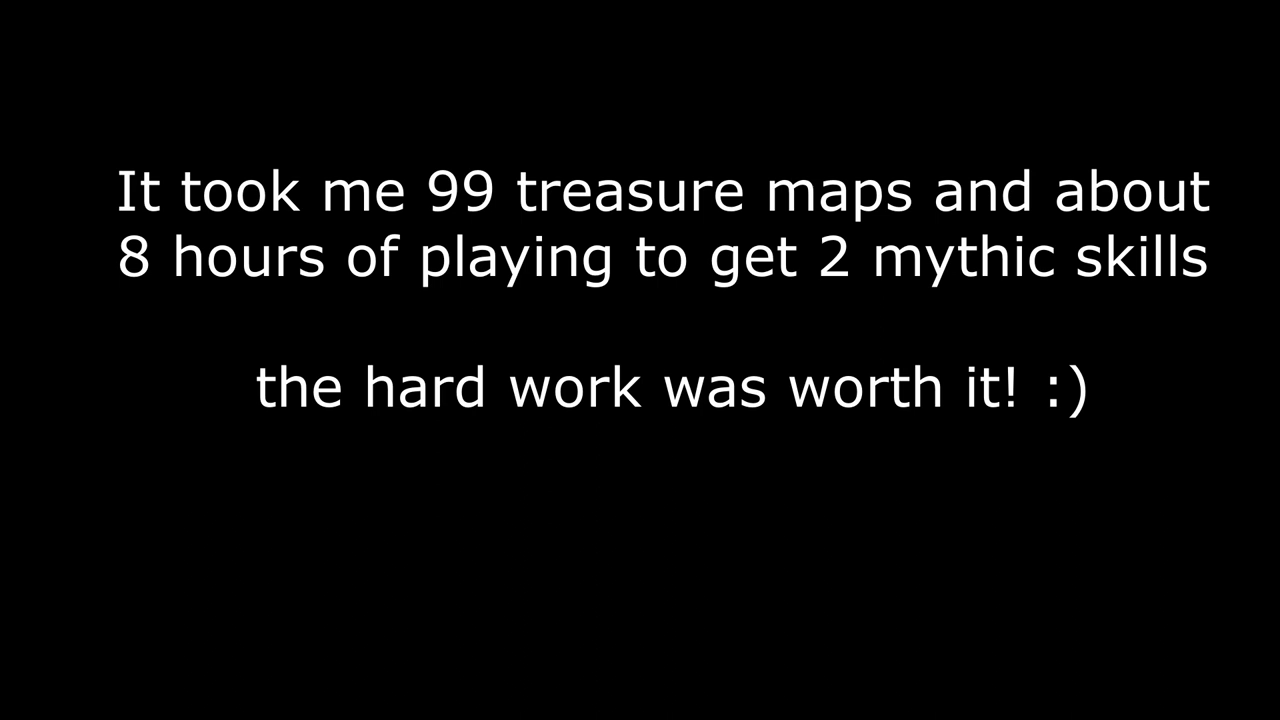 It took me 99 treasure maps and about
8 hours of playing to get 2 mythic skills
the hard work was worth it! :)